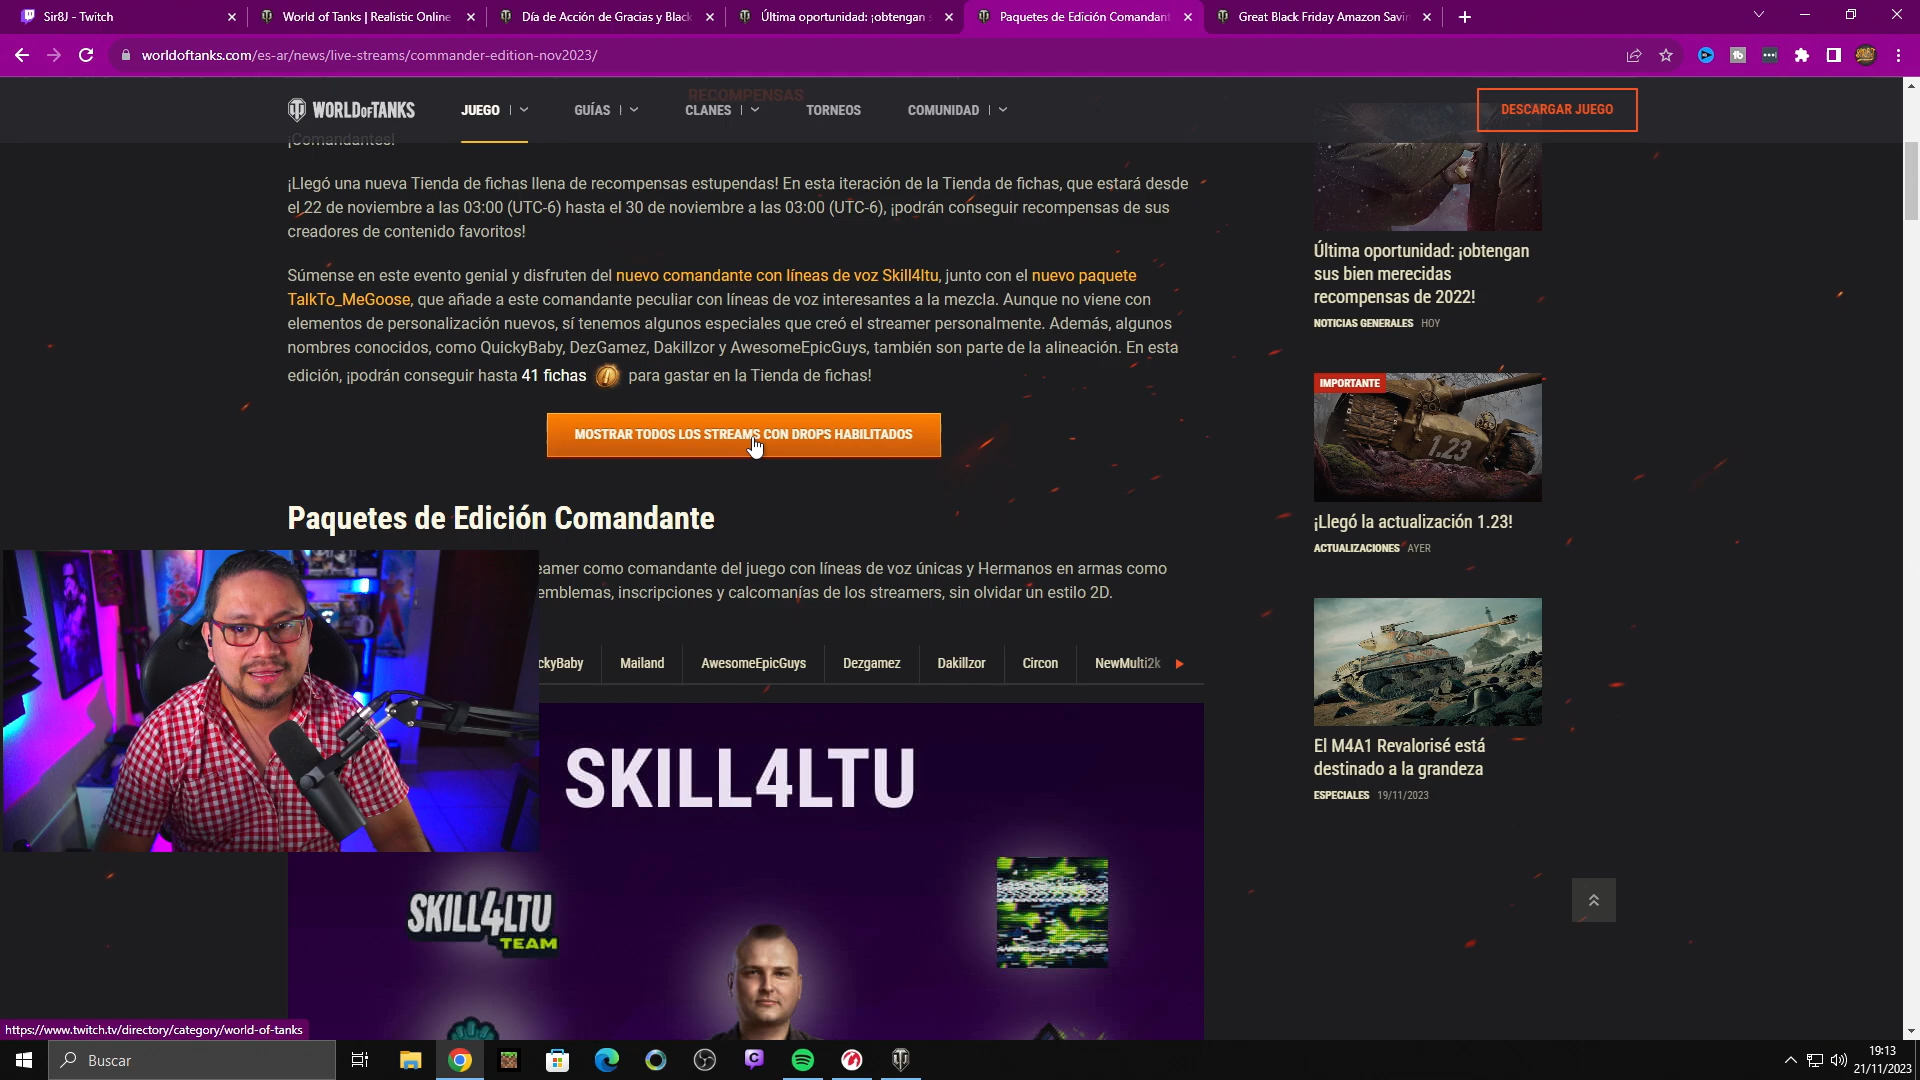 Sir8J - Twitch
World of Tanks | Realistic Online
Día de Acción de Gracias y Black
Última oportunidad: ¡obtengan s
Paquetes de Edición Comandant
Great Black Friday Amazon Savin
worldoftanks.com/es-ar/news/live-streams/commander-edition-nov2023/
RECOMPENSAS
WORLDOFTANKS
JUEGO
GUÍAS
CLANES
TORNEOS
COMUNIDAD
DESCARGAR JUEGO
¡Comandantes!
¡Llegó una nueva Tienda de fichas llena de recompensas estupendas! En esta iteración de la Tienda de fichas, que estará desde
el 22 de noviembre a las 03:00 (UTC-6) hasta el 30 de noviembre a las 03:00 (UTC-6), ¡podrán conseguir recompensas de sus
creadores de contenido favoritos!
Súmense en este evento genial y disfruten del nuevo comandante con líneas de voz Skill4ltu, junto con el nuevo paquete
TalkTo_MeGoose, que añade a este comandante peculiar con líneas de voz interesantes a la mezcla. Aunque no viene con
elementos de personalización nuevos, sí tenemos algunos especiales que creó el streamer personalmente. Además, algunos
nombres conocidos, como QuickyBaby, DezGamez, Dakillzor y AwesomeEpicGuys, también son parte de la alineación. En esta
edición, ¡podrán conseguir hasta 41 fichas para gastar en la Tienda de fichas!
MOSTRAR TODOS LOS STREAMS CON DROPS HABILITADOS
Paquetes de Edición Comandante
eamer como comandante del juego con líneas de voz únicas y Hermanos en armas como
emblemas, inscripciones y calcomanías de los streamers, sin olvidar un estilo 2D.
ckyBaby
Mailand
AwesomeEpicGuys
Dezgamez
Dakillzor
Circon
NewMulti2k
SKILL4LTU
SKILL4LTU
TEAM
Última oportunidad: ¡obtengan
sus bien merecidas
recompensas de 2022!
NOTICIAS GENERALES HOY
IMPORTANTE
1.23
¡Llegó la actualización 1.23!
ACTUALIZACIONES AYER
El M4A1 Revalorisé está
destinado a la grandeza
ESPECIALES 19/11/2023
https://www.twitch.tv/directory/category/world-of-tanks
Buscar
19:13
21/11/2023